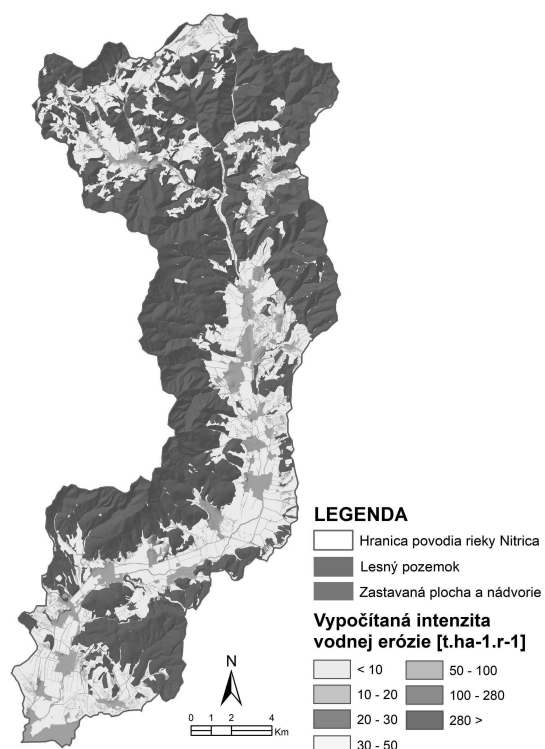 LEGENDA
Hranica povodia rieky Nitrica
Lesný pozemok
Zastavaná plocha a nádvorie
Vypočítaná intenzita
vodnej erózie [t.ha-1.r-1]
< 10
50 - 100
10 - 20
100 - 280
20 - 30
280 >
30 - 50
N
0 1 2 4
Km